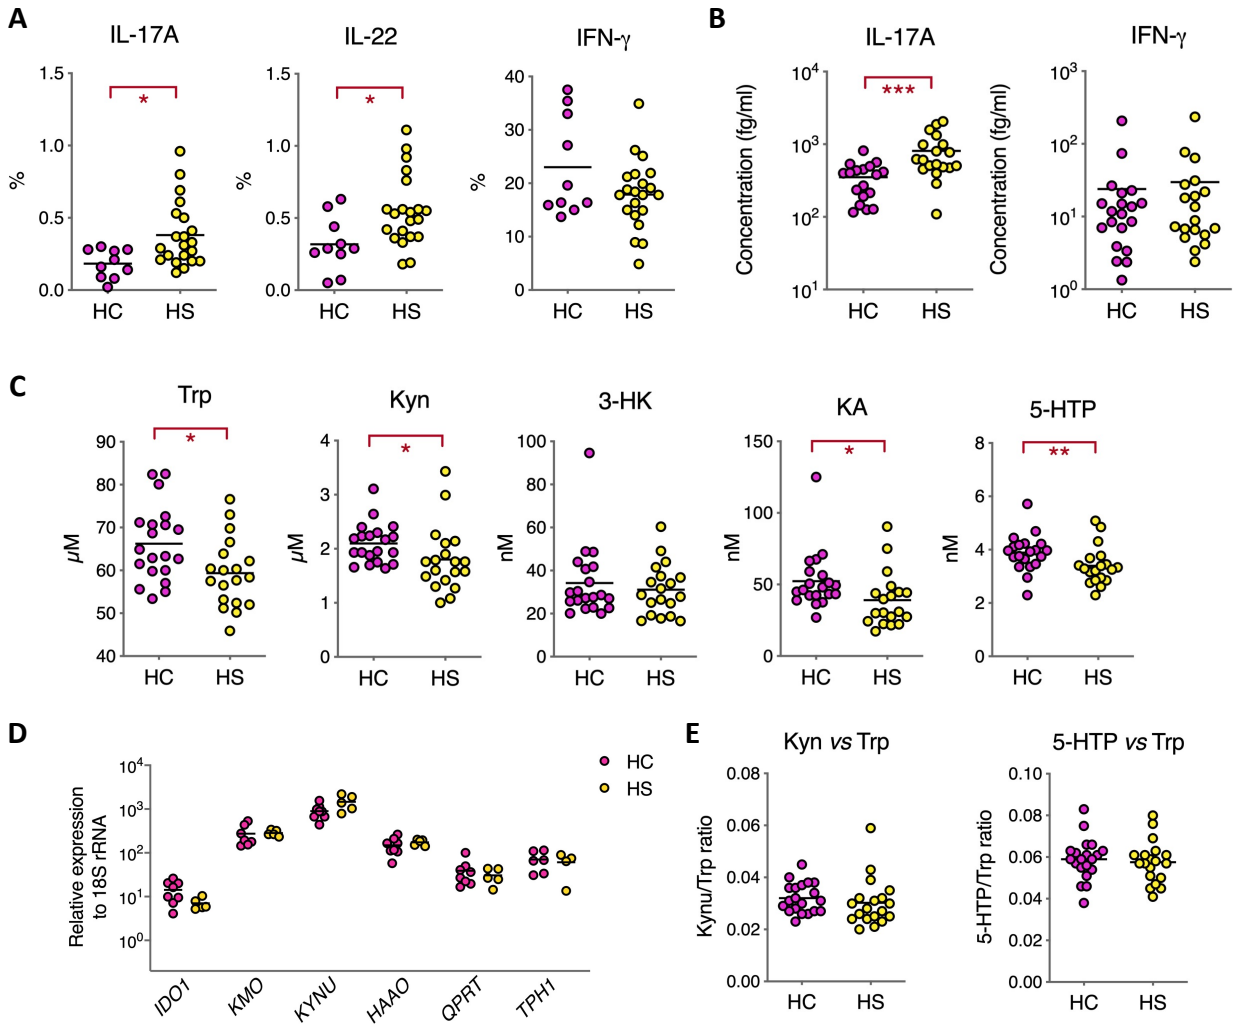 A
B
IL-17A
IL-22
IFN-γ
IL-17A
IFN-γ
1.5
1.0
0.5
0.0
%
*
HC
HS
1.5
1.0
0.5
0.0
%
*
HC
HS
40
30
20
10
0
%
HC
HS
Concentration (fg/ml)
10⁴
10³
10²
10¹
***
HC
HS
Concentration (fg/ml)
10³
10²
10¹
10⁰
HC
HS
C
Trp
Kyn
3-HK
KA
5-HTP
90
80
70
60
50
40
µM
*
HC
HS
4
3
2
1
0
µM
*
HC
HS
100
80
60
40
20
0
nM
HC
HS
150
100
50
0
nM
*
HC
HS
8
6
4
2
0
nM
**
HC
HS
D
Relative expression
to 18S rRNA
10⁴
10³
10²
10¹
10⁰
HC
HS
IDO1
KMO
KYNU
HAAO
QPRT
TPH1
E
Kyn vs Trp
5-HTP vs Trp
Kynu/Trp ratio
0.08
0.06
0.04
0.02
0.00
HC
HS
5-HTP/Trp ratio
0.10
0.08
0.06
0.04
0.02
0.00
HC
HS